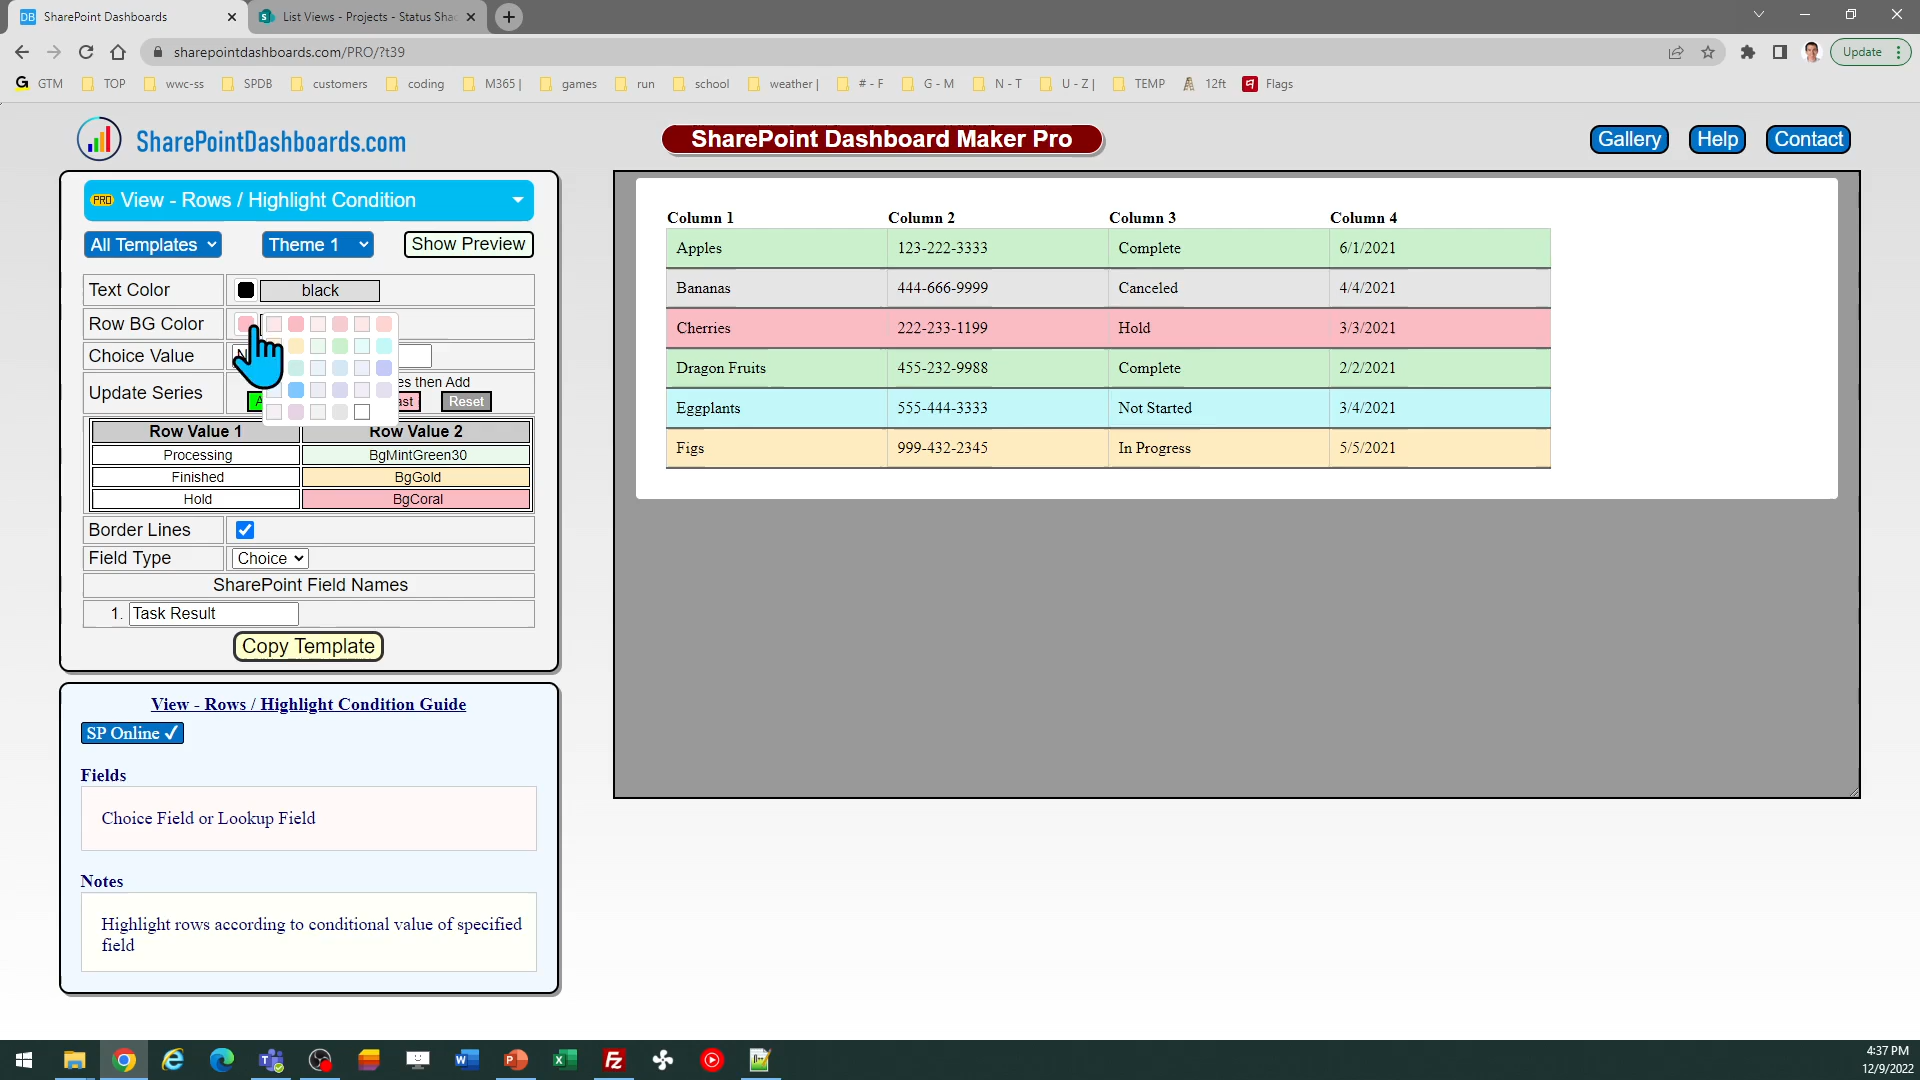 DB SharePoint Dashboards
S List Views - Projects - Status Shad
sharepointdashboards.com/PRO/?t39
Update
G GTM
TOP
wwc-ss
SPDB
customers
coding
M365 |
games
run
school
weather |
# - F
G - M
N - T
U - Z |
TEMP
12ft
Flags
SharePointDashboards.com
SharePoint Dashboard Maker Pro
Gallery
Help
Contact
PRO View - Rows / Highlight Condition
All Templates
Theme 1
Show Preview
Text Color
black
Row BG Color
Choice Value
N
Update Series
es then Add
A
ast
Reset
Row Value 1 Row Value 2
Processing BgMintGreen30
Finished BgGold
Hold BgCoral
Border Lines
Field Type
Choice
SharePoint Field Names
1. Task Result
Copy Template
View - Rows / Highlight Condition Guide
SP Online ✓
Fields
Choice Field or Lookup Field
Notes
Highlight rows according to conditional value of specified
field
Column 1 Column 2 Column 3 Column 4
Apples 123-222-3333 Complete 6/1/2021
Bananas 444-666-9999 Canceled 4/4/2021
Cherries 222-233-1199 Hold 3/3/2021
Dragon Fruits 455-232-9988 Complete 2/2/2021
Eggplants 555-444-3333 Not Started 3/4/2021
Figs 999-432-2345 In Progress 5/5/2021
4:37 PM
12/9/2022